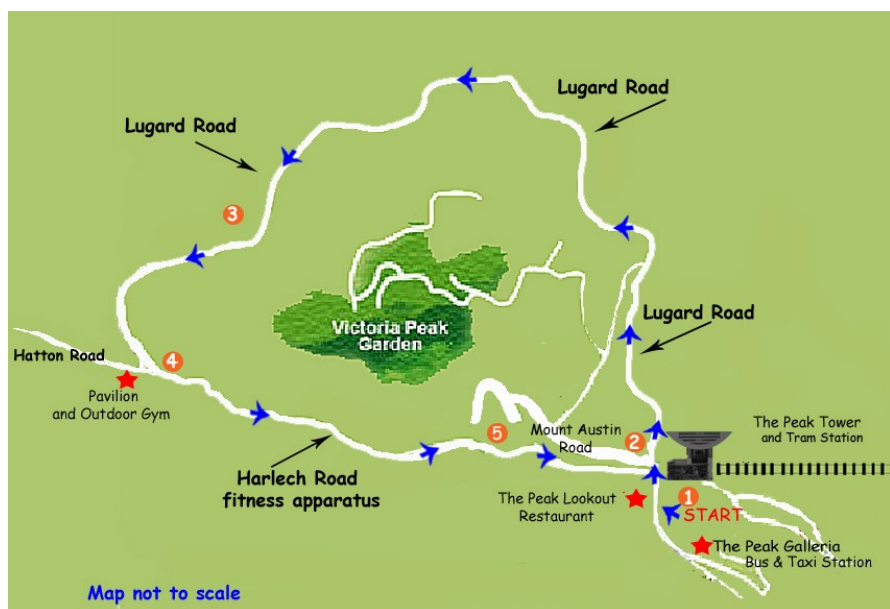 Lugard Road
Lugard Road
3
Lugard Road
Victoria Peak
Garden
Hatton Road
4
Pavilion
and Outdoor Gym
Harlech Road
fitness apparatus
5
Mount Austin
Road
2
The Peak Tower
and Tram Station
The Peak Lookout
Restaurant
1
START
The Peak Galleria
Bus & Taxi Station
Map not to scale